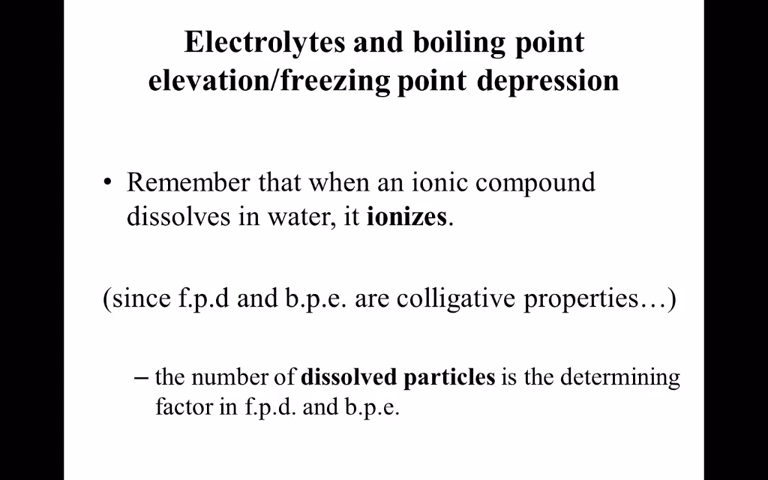 Electrolytes and boiling point
elevation/freezing point depression
• Remember that when an ionic compound
dissolves in water, it ionizes.
(since f.p.d and b.p.e. are colligative properties…)
– the number of dissolved particles is the determining
factor in f.p.d. and b.p.e.